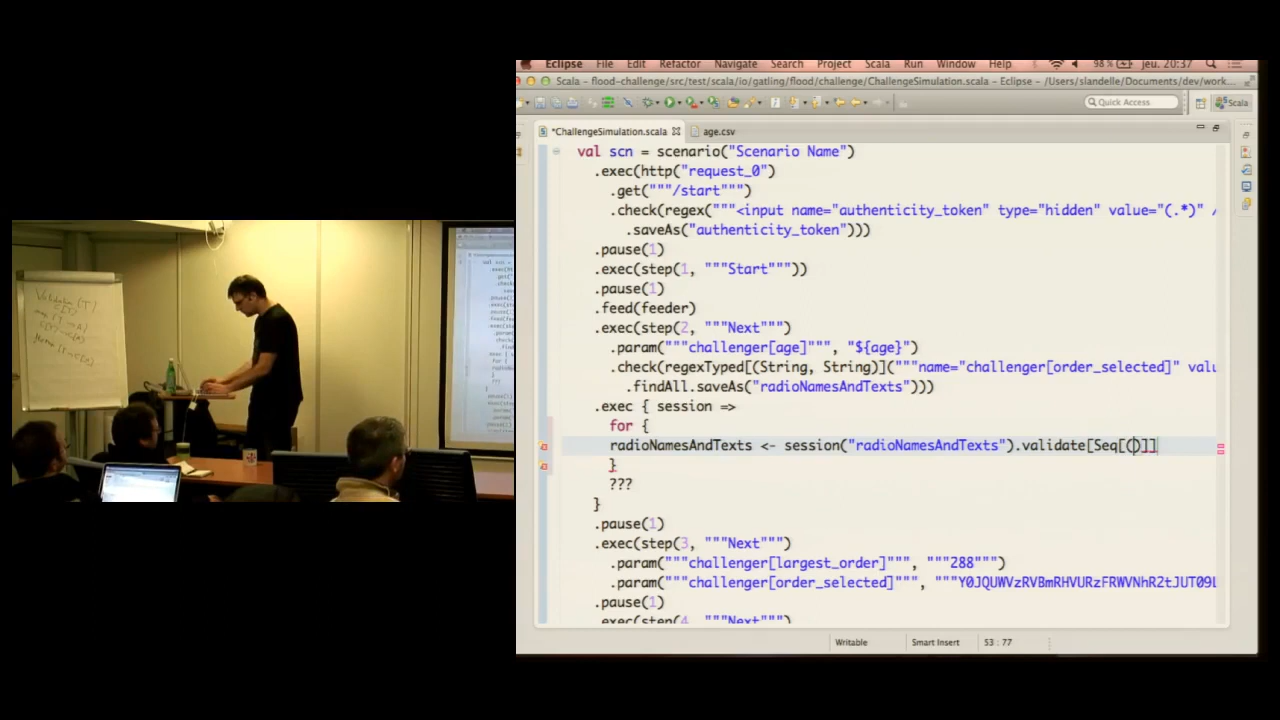 Eclipse File Edit Refactor Navigate Search Project Scala Run Window Help 98% jeu. 20:37
Scala – flood-challenge/src/test/scala/io/gatling/flood/challenge/ChallengeSimulation.scala – Eclipse – /Users/slandelle/Documents/dev/work...
Quick Access
Scala
*ChallengeSimulation.scala
age.csv
val scn = scenario("Scenario Name")
.exec(http("request_0")
.get("""/start""")
.check(regex("""<input name="authenticity_token" type="hidden" value="(.*)" /
.saveAs("authenticity_token")))
.pause(1)
.exec(step(1, """Start"""))
.pause(1)
.feed(feeder)
.exec(step(2, """Next""")
.param("""challenger[age]""", "${age}")
.check(regexTyped[(String, String)]("""name="challenger[order_selected]" valu
.findAll.saveAs("radioNamesAndTexts")))
.exec { session =>
for {
radioNamesAndTexts <- session("radioNamesAndTexts").validate[Seq[()]]
}
???
}
.pause(1)
.exec(step(3, """Next""")
.param("""challenger[largest_order]""", """288""")
.param("""challenger[order_selected]""", """Y0JQUWVzRVBmRHVURzFRWVNhR2tJUT09L
.pause(1)
.exec(step(4, """Next""")
Writable
Smart Insert
53 : 77